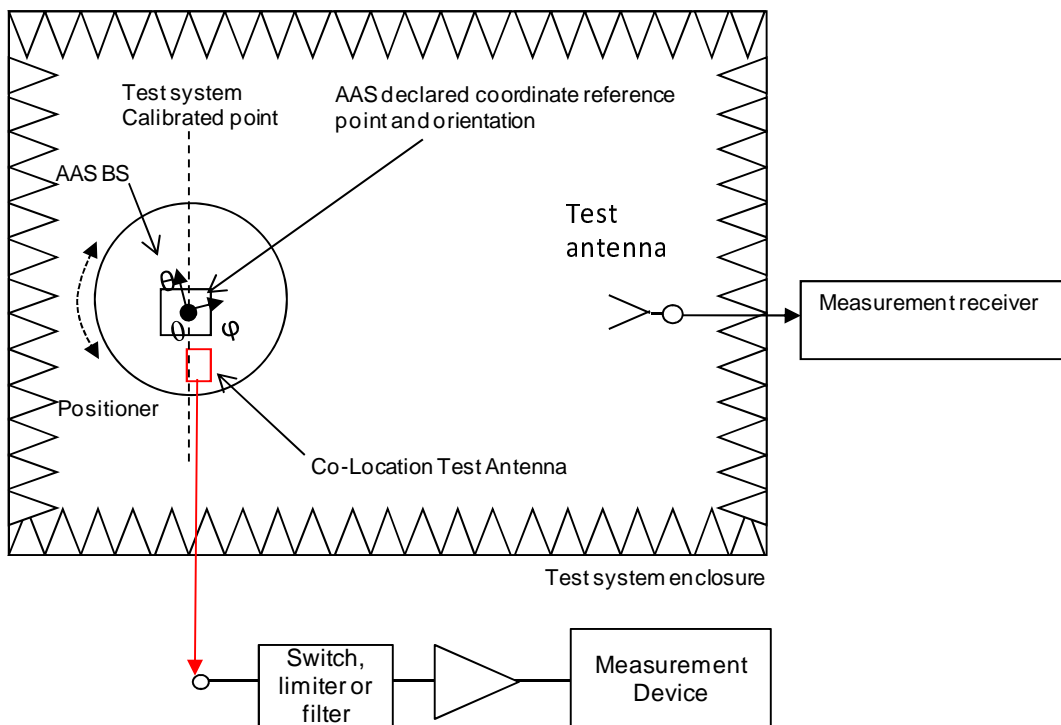 Test system
Calibrated point
AAS declared coordinate reference
point and orientation
AAS BS
Test
antenna
θ
θ
φ
Measurement receiver
Positioner
Co-Location Test Antenna
Test system enclosure
Switch,
limiter or
filter
Measurement
Device